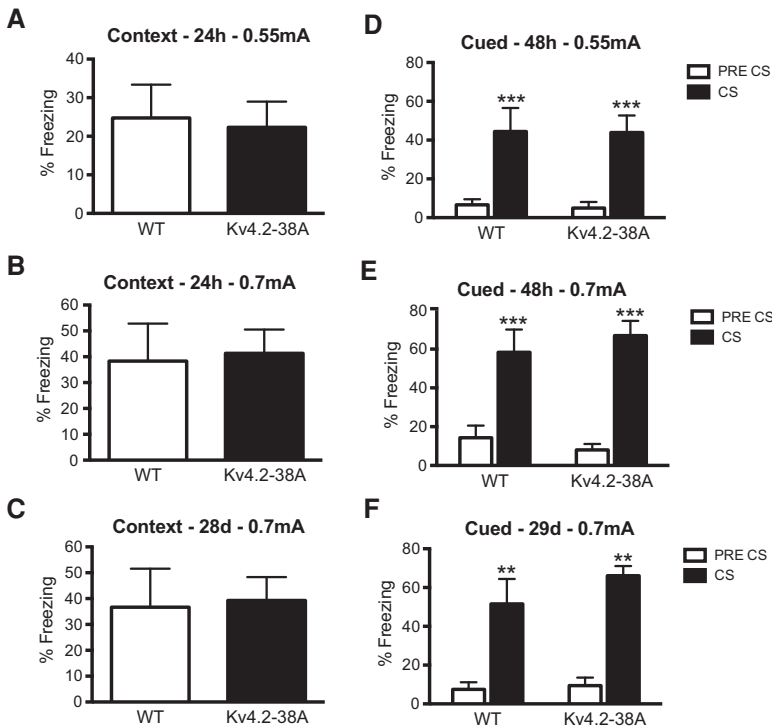 A
Context - 24h - 0.55mA
% Freezing
40
30
20
10
0
WT Kv4.2-38A
B
Context - 24h - 0.7mA
% Freezing
60
50
40
30
20
10
0
WT Kv4.2-38A
C
Context - 28d - 0.7mA
% Freezing
60
50
40
30
20
10
0
WT Kv4.2-38A
D
Cued - 48h - 0.55mA
PRE CS
CS
% Freezing
80
60
40
20
0
*** ***
WT Kv4.2-38A
E
Cued - 48h - 0.7mA
PRE CS
CS
% Freezing
80
60
40
20
0
*** ***
WT Kv4.2-38A
F
Cued - 29d - 0.7mA
PRE CS
CS
% Freezing
80
60
40
20
0
** **
WT Kv4.2-38A